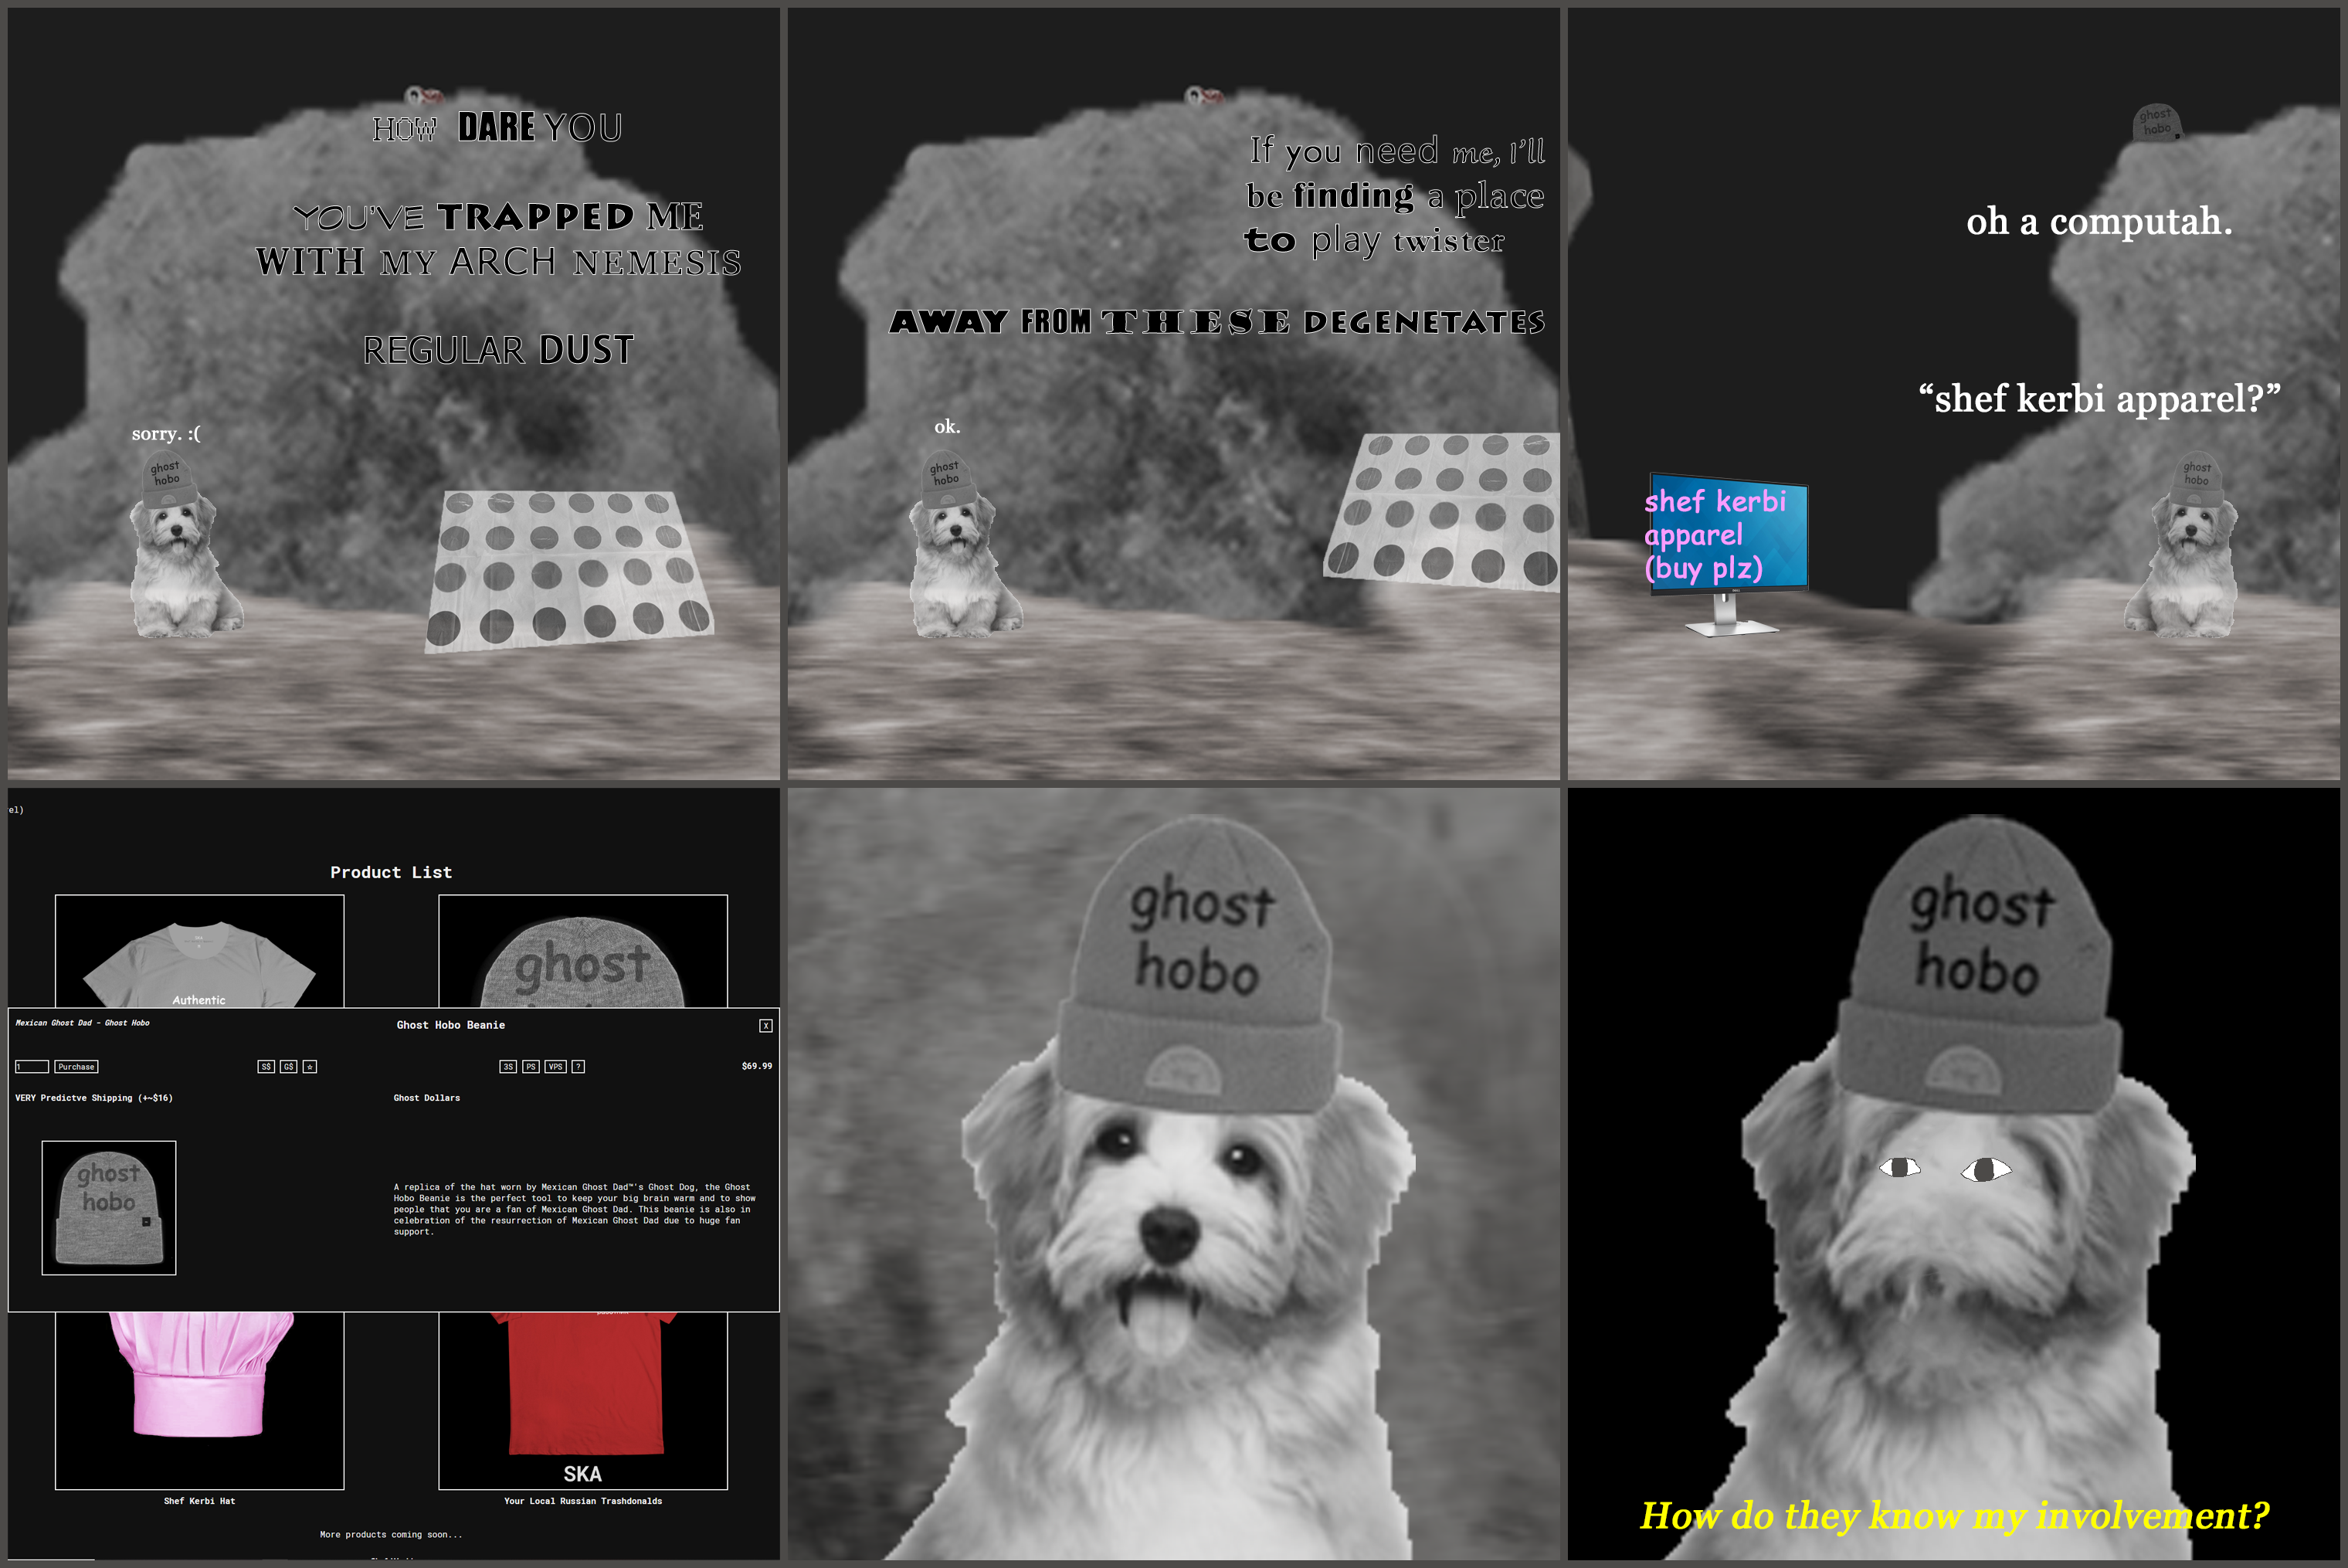 HOW DARE YOU
YOU'VE TRAPPED ME
WITH MY ARCH NEMESIS
REGULAR DUST
sorry. :(
ghost
hobo
If you need me, I'll
be finding a place
to play twister
AWAY FROM THESE DEGENETATES
ok.
ghost
hobo
ghost
hobo
oh a computah.
“shef kerbi apparel?”
ghost
hobo
shef kerbi
apparel
(buy plz)
el)
Product List
Authentic
ghost
Mexican Ghost Dad - Ghost Hobo
Ghost Hobo Beanie
X
1
Purchase
S$
G$
☆
3S
PS
VPS
?
$69.99
VERY Predictve Shipping (+~$16)
Ghost Dollars
ghost
hobo
A replica of the hat worn by Mexican Ghost Dad™'s Ghost Dog, the Ghost
Hobo Beanie is the perfect tool to keep your big brain warm and to show
people that you are a fan of Mexican Ghost Dad. This beanie is also in
celebration of the resurrection of Mexican Ghost Dad due to huge fan
support.
SKA
Shef Kerbi Hat
Your Local Russian Trashdonalds
More products coming soon...
ghost
hobo
ghost
hobo
How do they know my involvement?